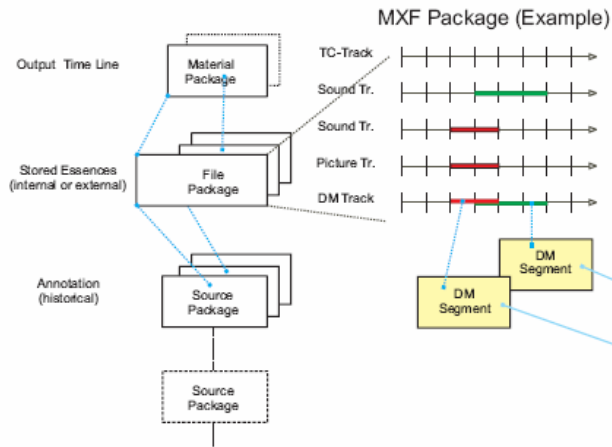 MXF Package (Example)
Output Time Line
Material
Package
Stored Essences
(internal or external)
File
Package
Annotation
(historical)
Source
Package
Source
Package
TC-Track
Sound Tr.
Sound Tr.
Picture Tr.
DM Track
DM
Segment
DM
Segment